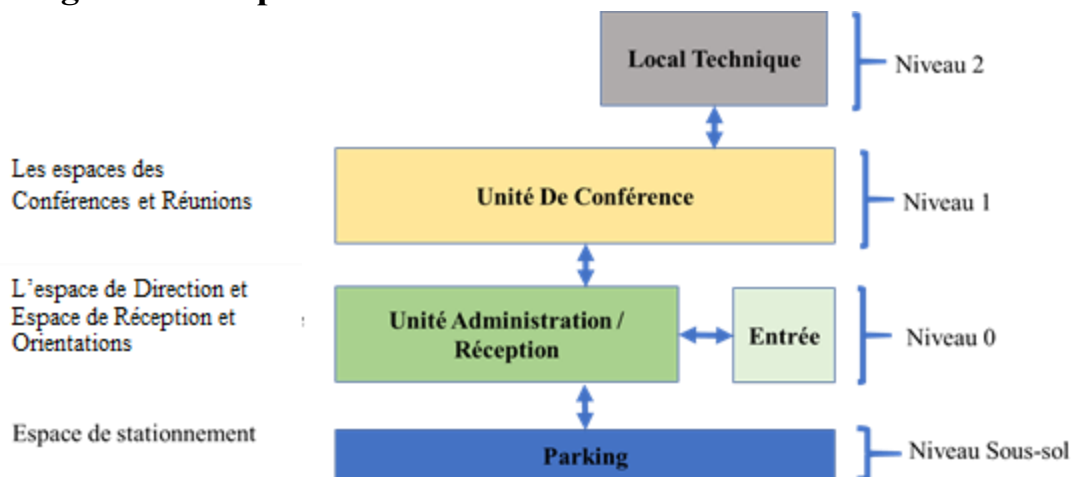 Local Technique
Niveau 2
Les espaces des
Conférences et Réunions
Unité De Conférence
Niveau 1
L'espace de Direction et
Espace de Réception et
Orientations
Unité Administration /
Réception
Entrée
Niveau 0
Espace de stationnement
Parking
Niveau Sous-sol